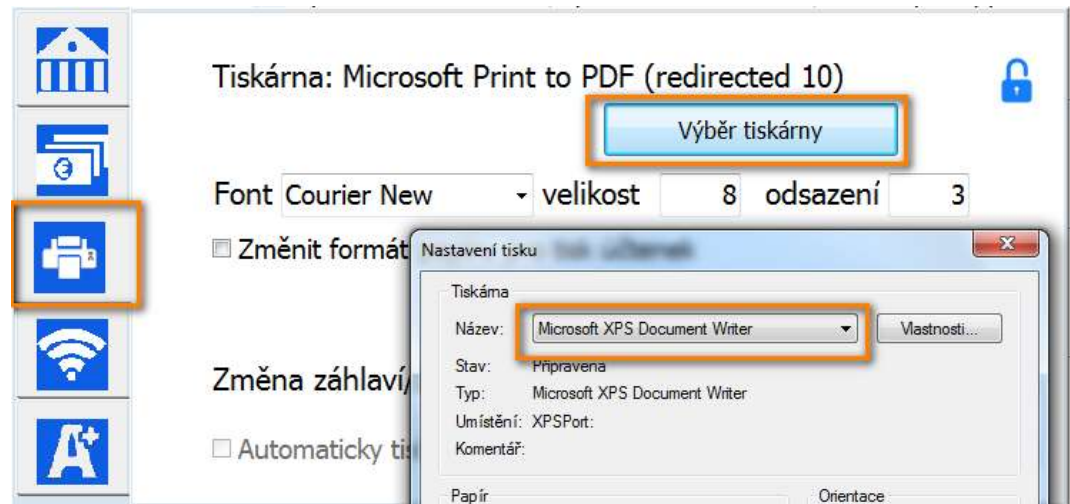 Tiskárna: Microsoft Print to PDF (redirected 10)
Výběr tiskárny
Font Courier New velikost 8 odsazení 3
Změnit formát
Nastavení tisku
Tiskárna
Název: Microsoft XPS Document Writer Vlastnosti...
Stav: Připravena
Typ: Microsoft XPS Document Writer
Umístění: XPSPort:
Komentář:
Změna záhlaví/
Automaticky
Papír Orientace